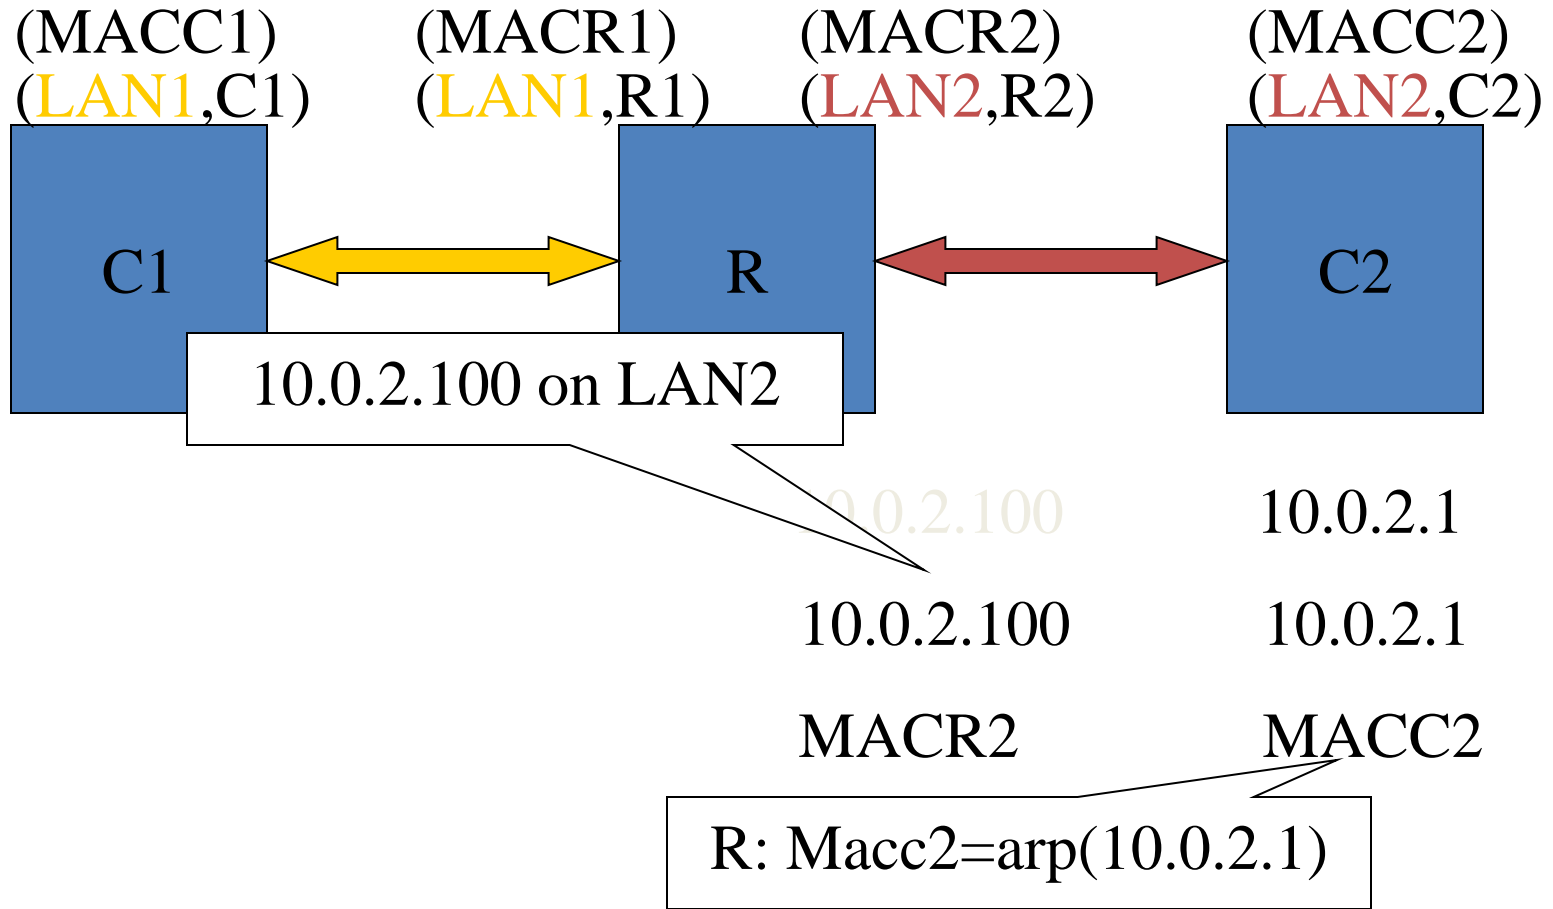 (MACC1) (MACR1) (MACR2) (MACC2)
(LAN1,C1) (LAN1,R1) (LAN2,R2) (LAN2,C2)
C1 R C2
10.0.2.100 on LAN2
0.0.2.100 10.0.2.1
10.0.2.100 10.0.2.1
MACR2 MACC2
R: Macc2=arp(10.0.2.1)